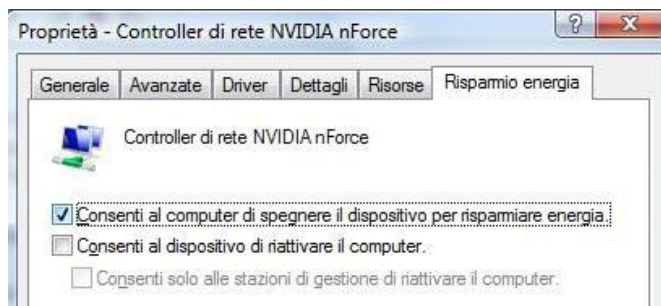 Proprietà - Controller di rete NVIDIA nForce
?
X
Generale Avanzate Driver Dettagli Risorse Risparmio energia
Controller di rete NVIDIA nForce
Consenti al computer di spegnere il dispositivo per risparmiare energia.
Consenti al dispositivo di riattivare il computer.
Consenti solo alle stazioni di gestione di riattivare il computer.